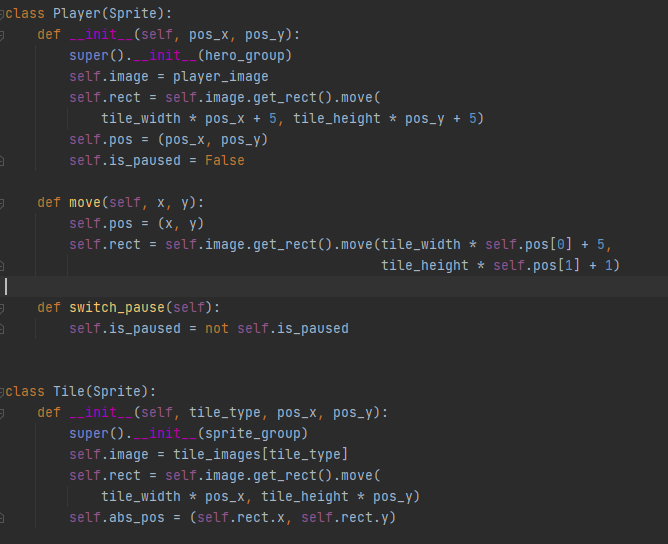 class Player(Sprite):
    def __init__(self, pos_x, pos_y):
        super().__init__(hero_group)
        self.image = player_image
        self.rect = self.image.get_rect().move(
            tile_width * pos_x + 5, tile_height * pos_y + 5)
        self.pos = (pos_x, pos_y)
        self.is_paused = False

    def move(self, x, y):
        self.pos = (x, y)
        self.rect = self.image.get_rect().move(tile_width * self.pos[0] + 5,
                                               tile_height * self.pos[1] + 1)

    def switch_pause(self):
        self.is_paused = not self.is_paused


class Tile(Sprite):
    def __init__(self, tile_type, pos_x, pos_y):
        super().__init__(sprite_group)
        self.image = tile_images[tile_type]
        self.rect = self.image.get_rect().move(
            tile_width * pos_x, tile_height * pos_y)
        self.abs_pos = (self.rect.x, self.rect.y)